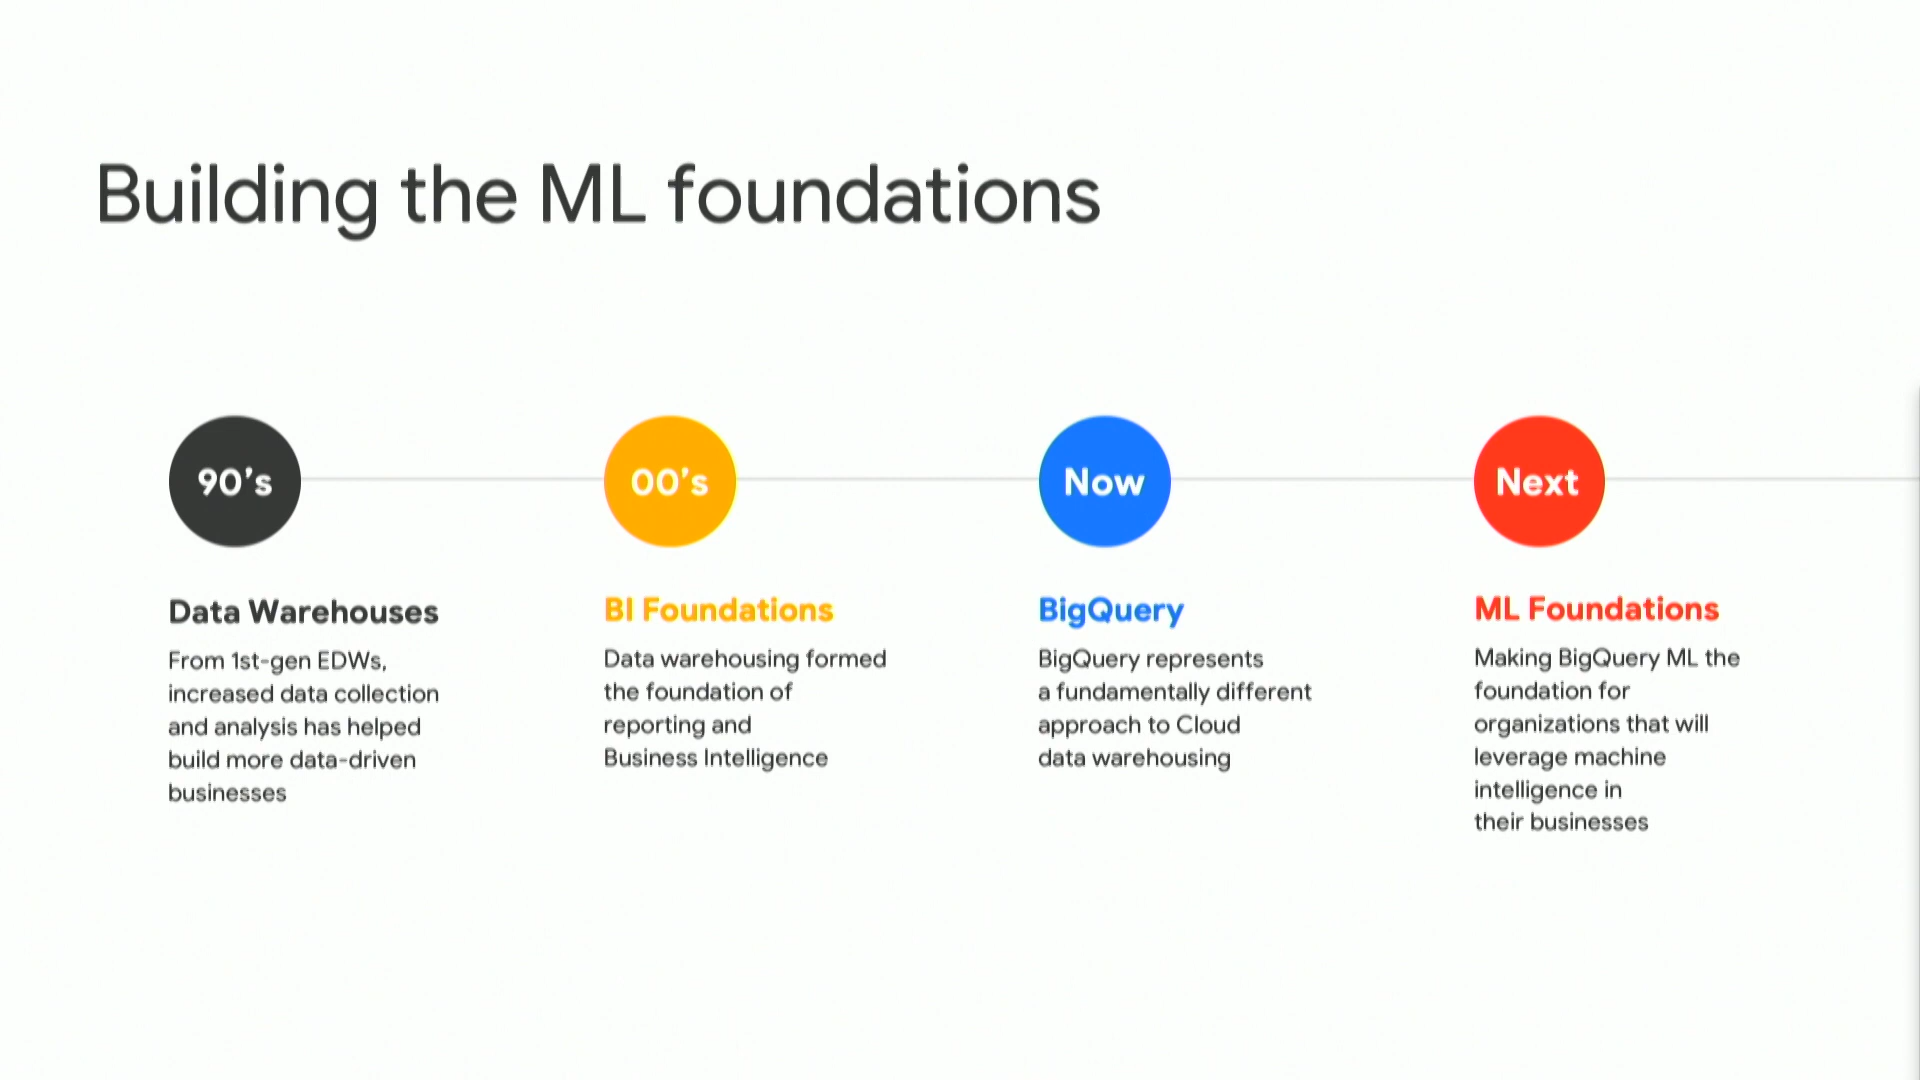 Building the ML foundations
90's
00's
Now
Next
Data Warehouses
From 1st-gen EDWs,
increased data collection
and analysis has helped
build more data-driven
businesses
BI Foundations
Data warehousing formed
the foundation of
reporting and
Business Intelligence
BigQuery
BigQuery represents
a fundamentally different
approach to Cloud
data warehousing
ML Foundations
Making BigQuery ML the
foundation for
organizations that will
leverage machine
intelligence in
their businesses